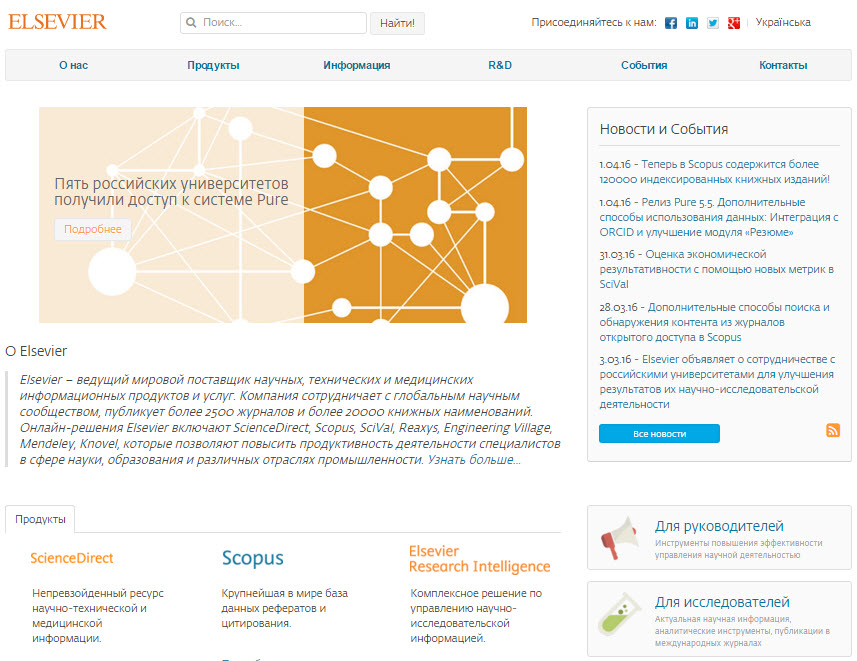 ELSEVIER
Поиск...
Найти!
Присоединяйтесь к нам:
Українська
О нас
Продукты
Информация
R&D
События
Контакты
Пять российских университетов
получили доступ к системе Pure
Подробнее
Новости и События
1.04.16 - Теперь в Scopus содержится более
120000 индексированных книжных изданий!
1.04.16 - Релиз Pure 5.5. Дополнительные
способы использования данных: Интеграция с
ORCID и улучшение модуля «Резюме»
31.03.16 - Оценка экономической
результативности с помощью новых метрик в
SciVal
28.03.16 - Дополнительные способы поиска и
обнаружения контента из журналов
открытого доступа в Scopus
3.03.16 - Elsevier объявляет о сотрудничестве с
российскими университетами для улучшения
результатов их научно-исследовательской
деятельности
Все новости
О Elsevier
Elsevier – ведущий мировой поставщик научных, технических и медицинских
информационных продуктов и услуг. Компания сотрудничает с глобальным научным
сообществом, публикует более 2500 журналов и более 20000 книжных наименований.
Онлайн-решения Elsevier включают ScienceDirect, Scopus, SciVal, Reaxys, Engineering Village,
Mendeley, Knovel, которые позволяют повысить продуктивность деятельности специалистов
в сфере науки, образования и различных отраслях промышленности. Узнать больше...
Продукты
ScienceDirect
Непревзойденный ресурс
научно-технической и
медицинской
информации.
Scopus
Крупнейшая в мире база
данных рефератов и
цитирования.
Elsevier
Research Intelligence
Комплексное решение по
управлению научно-
исследовательской
информацией.
Для руководителей
Инструменты повышения эффективности
управления научной деятельностью
Для исследователей
Актуальная научная информация,
аналитические инструменты, публикации в
международных журналах